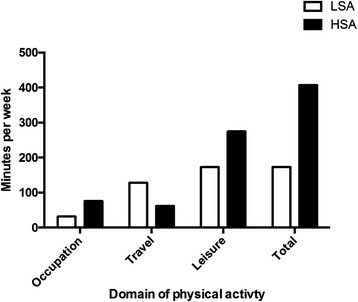 LSA
HSA
Minutes per week
500
400
300
200
100
0
Occupation
Travel
Leisure
Total
Domain of physical activty